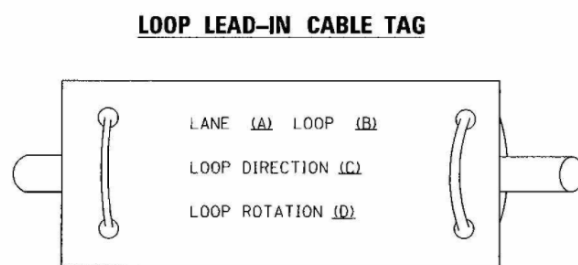 LOOP LEAD–IN CABLE TAG
LANE (A) LOOP (B)
LOOP DIRECTION (C)
LOOP ROTATION (D)